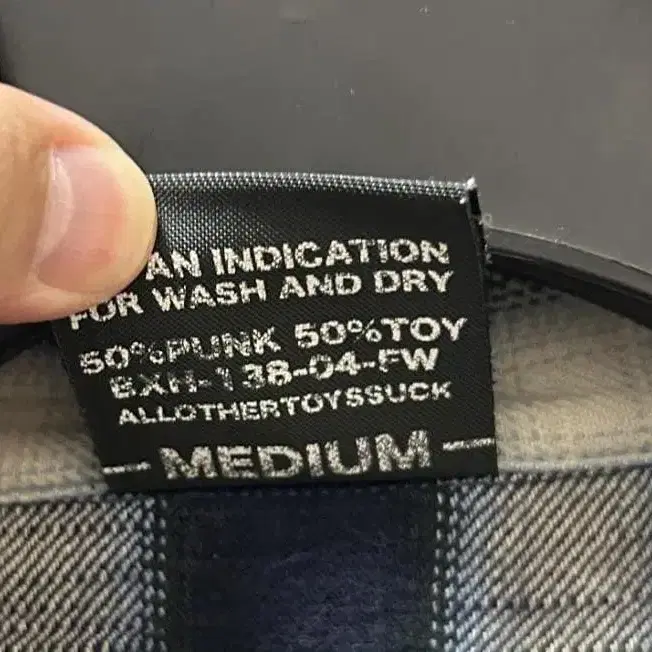 AN INDICATION
FOR WASH AND DRY
50%PUNK 50%TOY
BXH-138-04-FW
ALLOTHERTOYSSUCK
MEDIUM